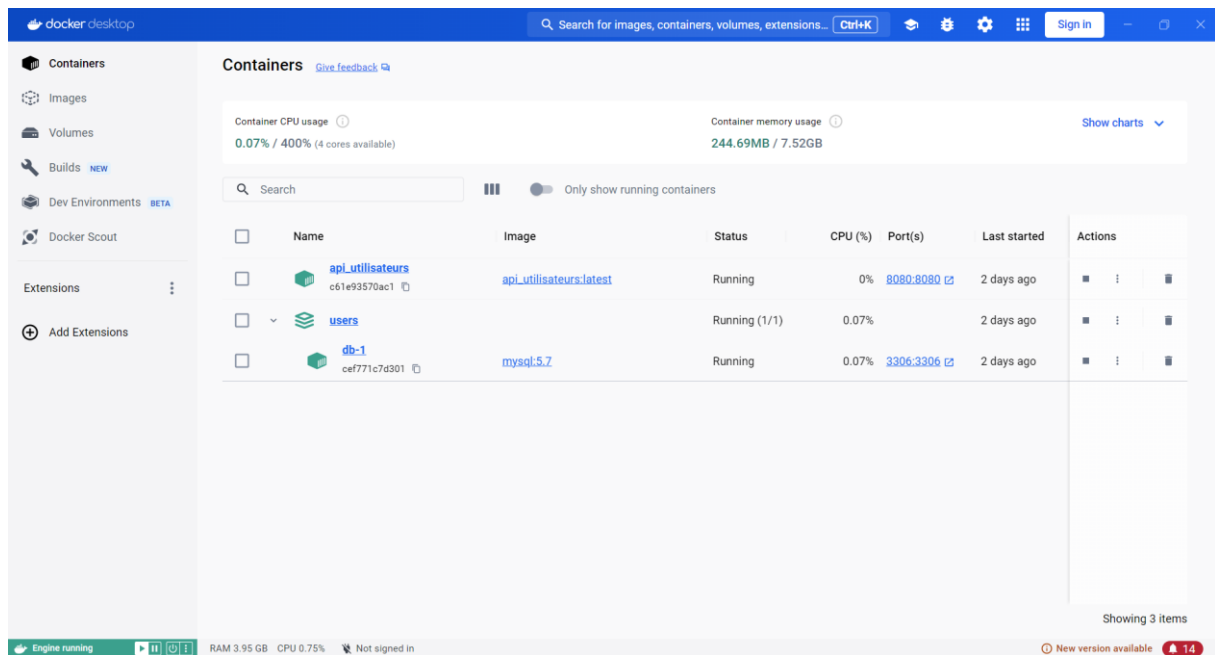 docker desktop
Search for images, containers, volumes, extensions... Ctrl+K
Sign in
Containers
Images
Volumes
Builds NEW
Dev Environments BETA
Docker Scout
Extensions
Add Extensions
Containers Give feedback
Container CPU usage
0.07% / 400% (4 cores available)
Container memory usage
244.69MB / 7.52GB
Show charts
Search
Only show running containers
Name Image Status CPU (%) Port(s) Last started Actions
api_utilisateurs
c61e93570ac1
api_utilisateurs:latest Running 0% 8080:8080 2 days ago
users Running (1/1) 0.07% 2 days ago
db-1
cef771c7d301
mysql:5.7 Running 0.07% 3306:3306 2 days ago
Showing 3 items
Engine running
RAM 3.95 GB CPU 0.75% Not signed in
New version available 14